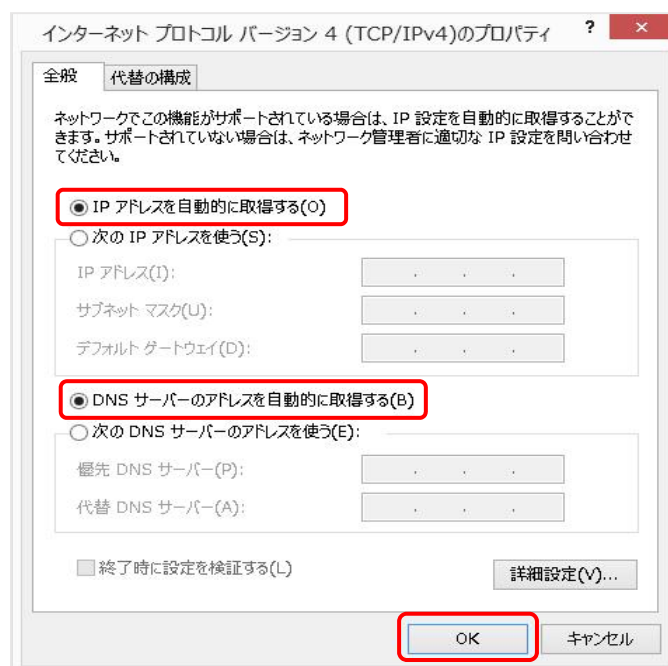 インターネット プロトコル バージョン 4 (TCP/IPv4)のプロパティ
?
×
全般
代替の構成
ネットワークでこの機能がサポートされている場合は、IP 設定を自動的に取得することがで
きます。サポートされていない場合は、ネットワーク管理者に適切な IP 設定を問い合わせ
てください。
IP アドレスを自動的に取得する(O)
次の IP アドレスを使う(S):
IP アドレス(I):
サブネット マスク(U):
デフォルト ゲートウェイ(D):
DNS サーバーのアドレスを自動的に取得する(B)
次の DNS サーバーのアドレスを使う(E):
優先 DNS サーバー(P):
代替 DNS サーバー(A):
終了時に設定を検証する(L)
詳細設定(V)...
OK
キャンセル